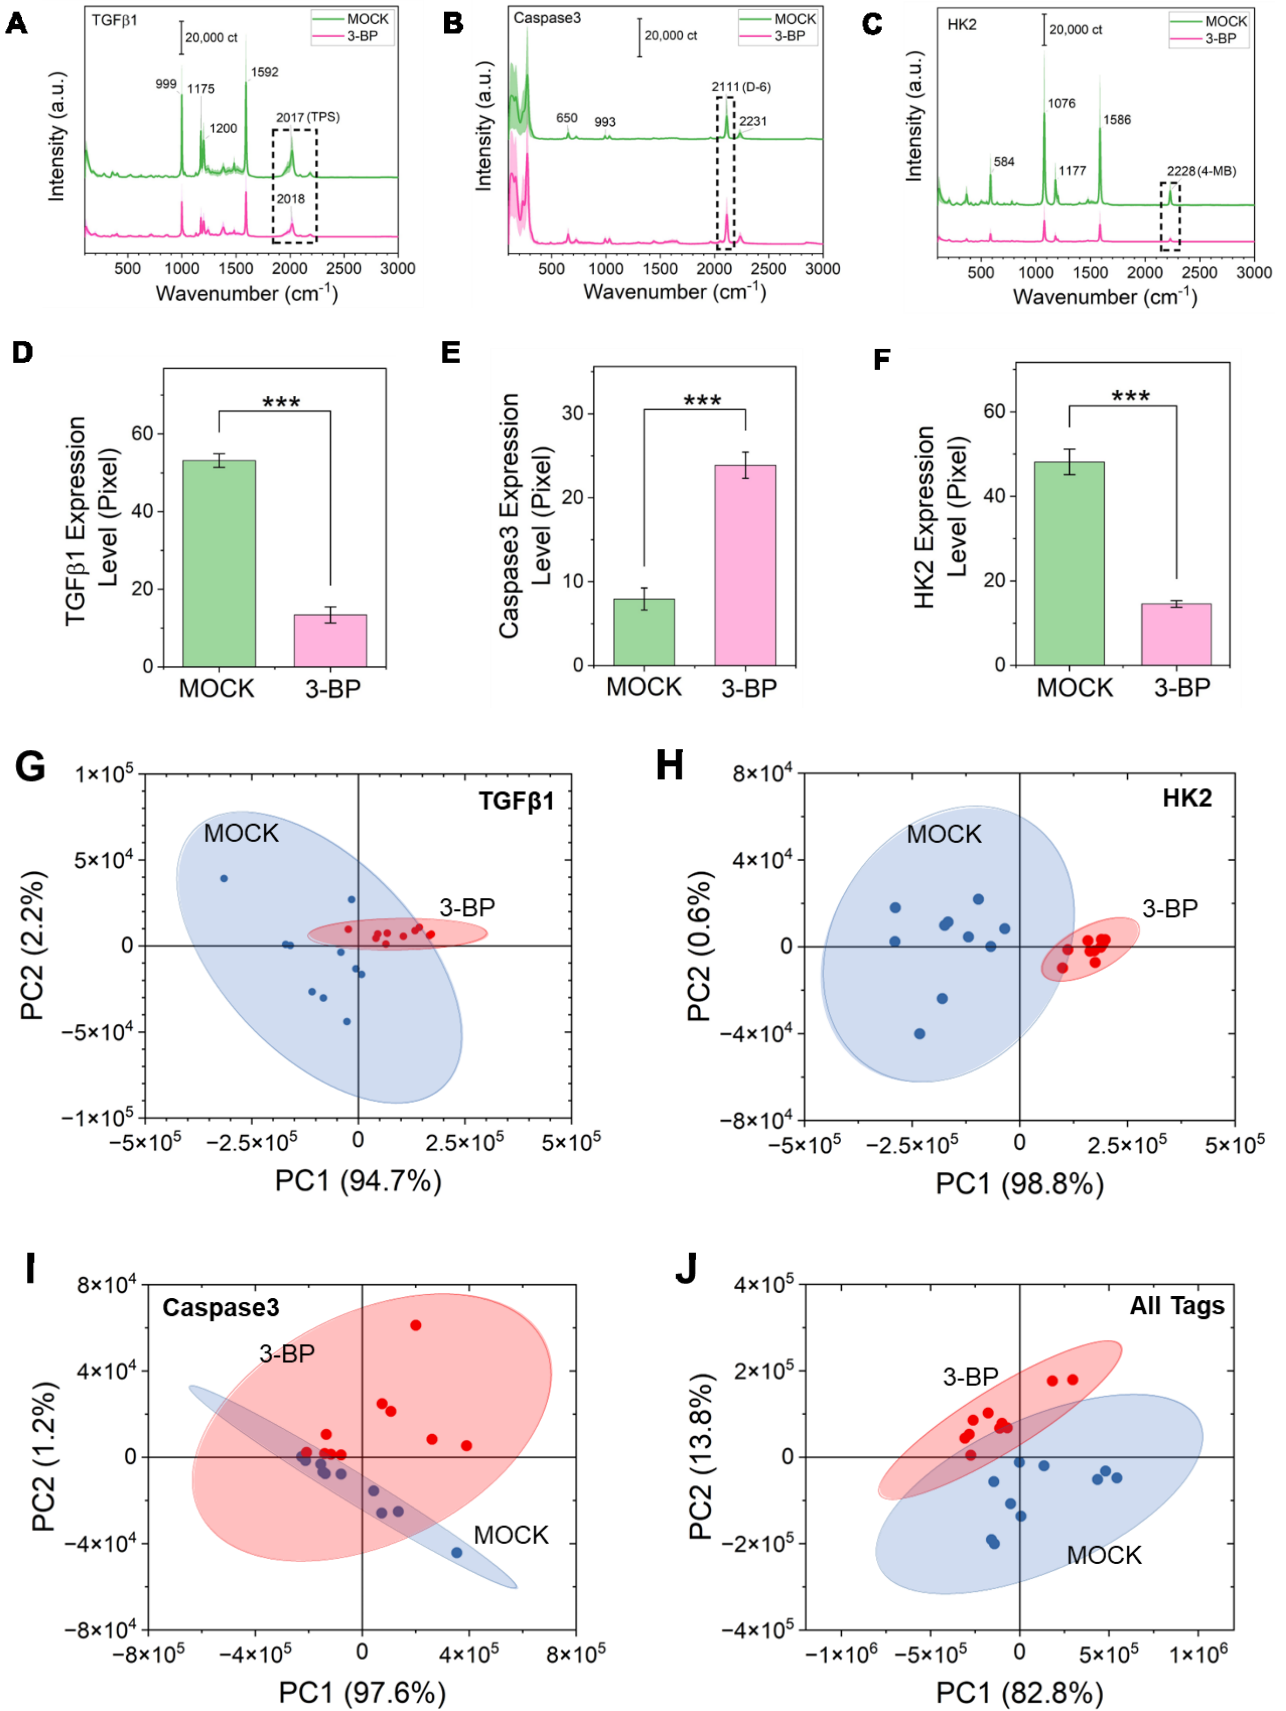 A
TGFβ1
20,000 ct
MOCK
3-BP
999
1175
1200
1592
2017 (TPS)
2018
Intensity (a.u.)
500 1000 1500 2000 2500 3000
Wavenumber (cm⁻¹)
B
Caspase3
20,000 ct
MOCK
3-BP
650
993
2111 (D-6)
2231
Intensity (a.u.)
500 1000 1500 2000 2500 3000
Wavenumber (cm⁻¹)
C
HK2
20,000 ct
MOCK
3-BP
584
1076
1177
1586
2228 (4-MB)
Intensity (a.u.)
500 1000 1500 2000 2500 3000
Wavenumber (cm⁻¹)
D
TGFβ1 Expression
Level (Pixel)
60
40
20
0
***
MOCK 3-BP
E
Caspase3 Expression
Level (Pixel)
30
20
10
0
***
MOCK 3-BP
F
HK2 Expression
Level (Pixel)
60
40
20
0
***
MOCK 3-BP
G
TGFβ1
MOCK
3-BP
PC2 (2.2%)
1×10⁵
5×10⁴
0
−5×10⁴
−1×10⁵
−5×10⁵ −2.5×10⁵ 0 2.5×10⁵ 5×10⁵
PC1 (94.7%)
H
HK2
MOCK
3-BP
PC2 (0.6%)
8×10⁴
4×10⁴
0
−4×10⁴
−8×10⁴
−5×10⁵ −2.5×10⁵ 0 2.5×10⁵ 5×10⁵
PC1 (98.8%)
I
Caspase3
3-BP
MOCK
PC2 (1.2%)
8×10⁴
4×10⁴
0
−4×10⁴
−8×10⁴
−8×10⁵ −4×10⁵ 0 4×10⁵ 8×10⁵
PC1 (97.6%)
J
All Tags
3-BP
MOCK
PC2 (13.8%)
4×10⁵
2×10⁵
0
−2×10⁵
−4×10⁵
−1×10⁶ −5×10⁵ 0 5×10⁵ 1×10⁶
PC1 (82.8%)